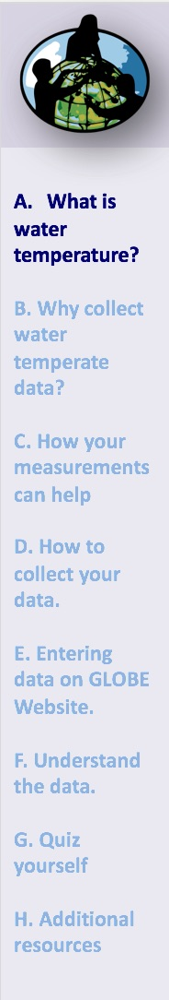 A. What is
water
temperature?
B. Why collect
water
temperate
data?
C. How your
measurements
can help
D. How to
collect your
data.
E. Entering
data on GLOBE
Website.
F. Understand
the data.
G. Quiz
yourself
H. Additional
resources